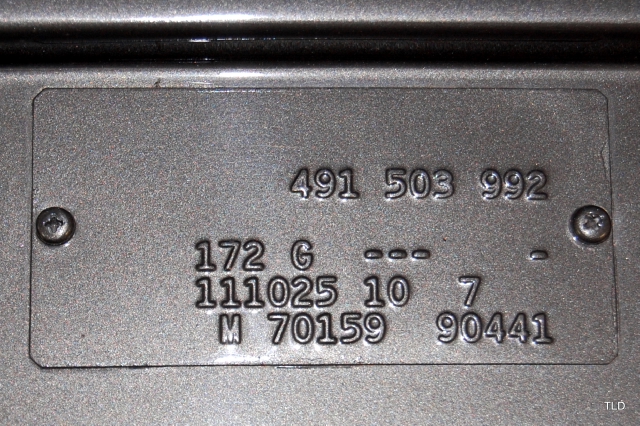 491 503 992
172 G --- -
111025 10 7
M 70159 90441
TLD